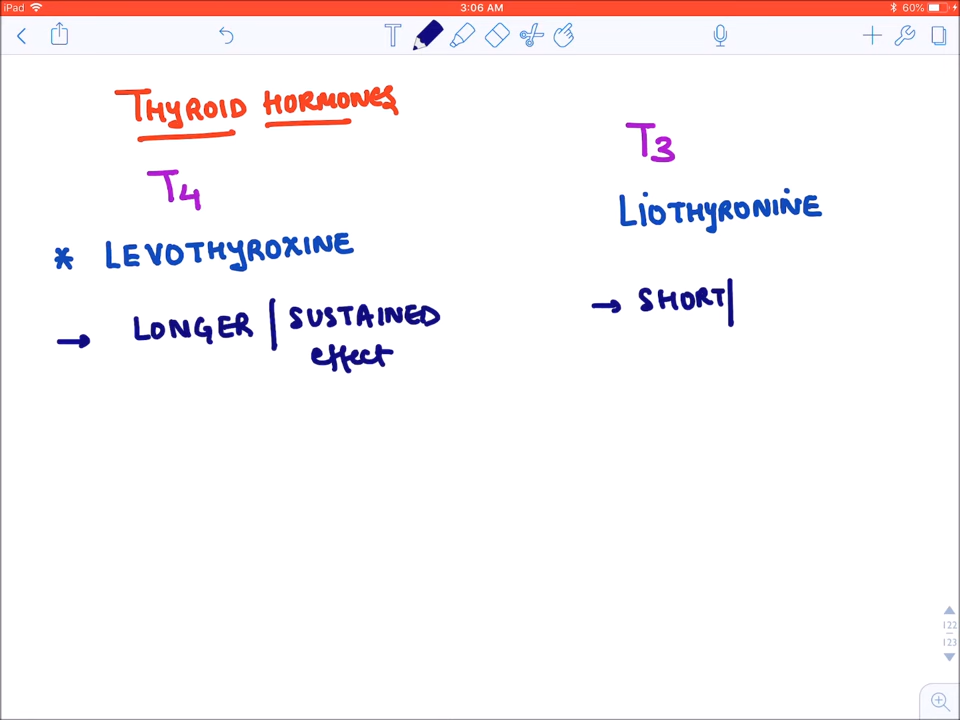 iPad 3:06 AM 60%
T
THYROID HORMONES
T4
T3
* LEVOTHYROXINE
LIOTHYRONINE
→ LONGER | SUSTAINED effect
→ SHORT|
122
123